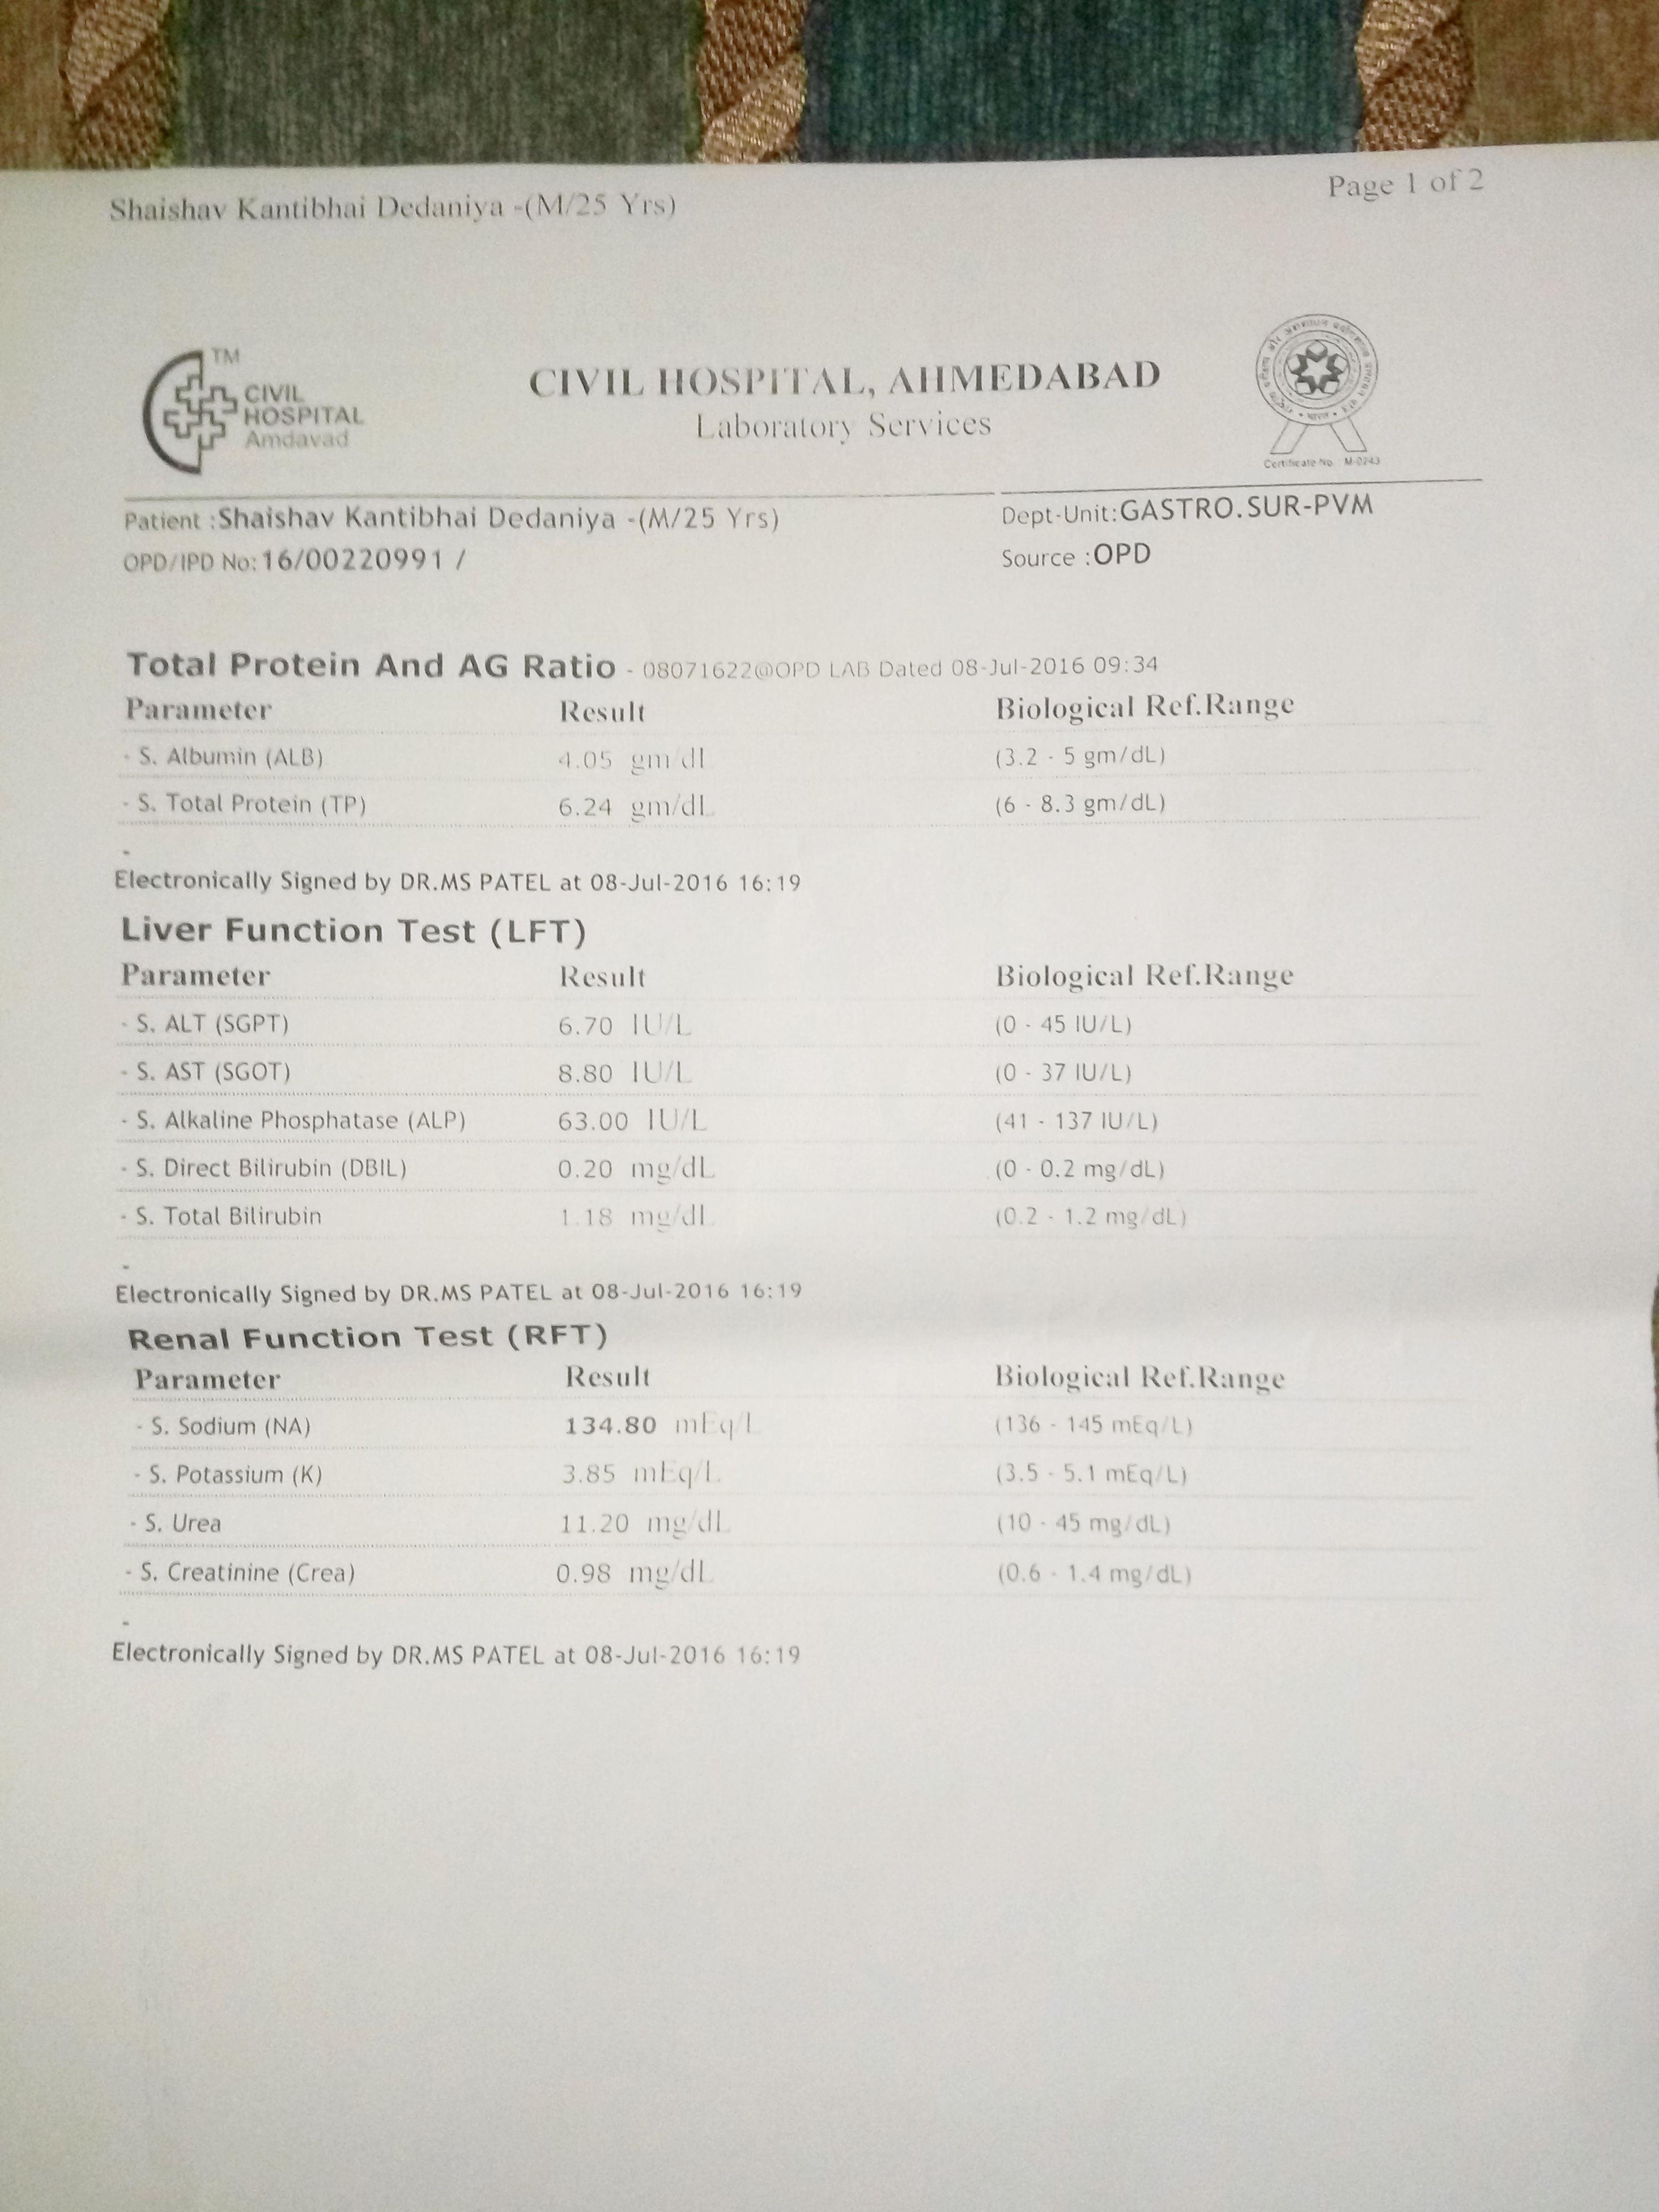 Shaishav Kantibhai Dedaniya -(M/25 Yrs)
Page 1 of 2
TM
CIVIL
HOSPITAL
Amdavad
CIVIL HOSPITAL, AHMEDABAD
Laboratory Services
Certificate No. M-0243
Patient :Shaishav Kantibhai Dedaniya -(M/25 Yrs)
Dept-Unit:GASTRO.SUR-PVM
OPD/IPD No:16/00220991 /
Source :OPD
Total Protein And AG Ratio - 08071622@OPD LAB Dated 08-Jul-2016 09:34
Parameter Result Biological Ref.Range
- S. Albumin (ALB) 4.05 gm/dL (3.2 - 5 gm/dL)
- S. Total Protein (TP) 6.24 gm/dL (6 - 8.3 gm/dL)
-
Electronically Signed by DR.MS PATEL at 08-Jul-2016 16:19
Liver Function Test (LFT)
Parameter Result Biological Ref.Range
- S. ALT (SGPT) 6.70 IU/L (0 - 45 IU/L)
- S. AST (SGOT) 8.80 IU/L (0 - 37 IU/L)
- S. Alkaline Phosphatase (ALP) 63.00 IU/L (41 - 137 IU/L)
- S. Direct Bilirubin (DBIL) 0.20 mg/dL (0 - 0.2 mg/dL)
- S. Total Bilirubin 1.18 mg/dL (0.2 - 1.2 mg/dL)
-
Electronically Signed by DR.MS PATEL at 08-Jul-2016 16:19
Renal Function Test (RFT)
Parameter Result Biological Ref.Range
- S. Sodium (NA) 134.80 mEq/L (136 - 145 mEq/L)
- S. Potassium (K) 3.85 mEq/L (3.5 - 5.1 mEq/L)
- S. Urea 11.20 mg/dL (10 - 45 mg/dL)
- S. Creatinine (Crea) 0.98 mg/dL (0.6 - 1.4 mg/dL)
-
Electronically Signed by DR.MS PATEL at 08-Jul-2016 16:19